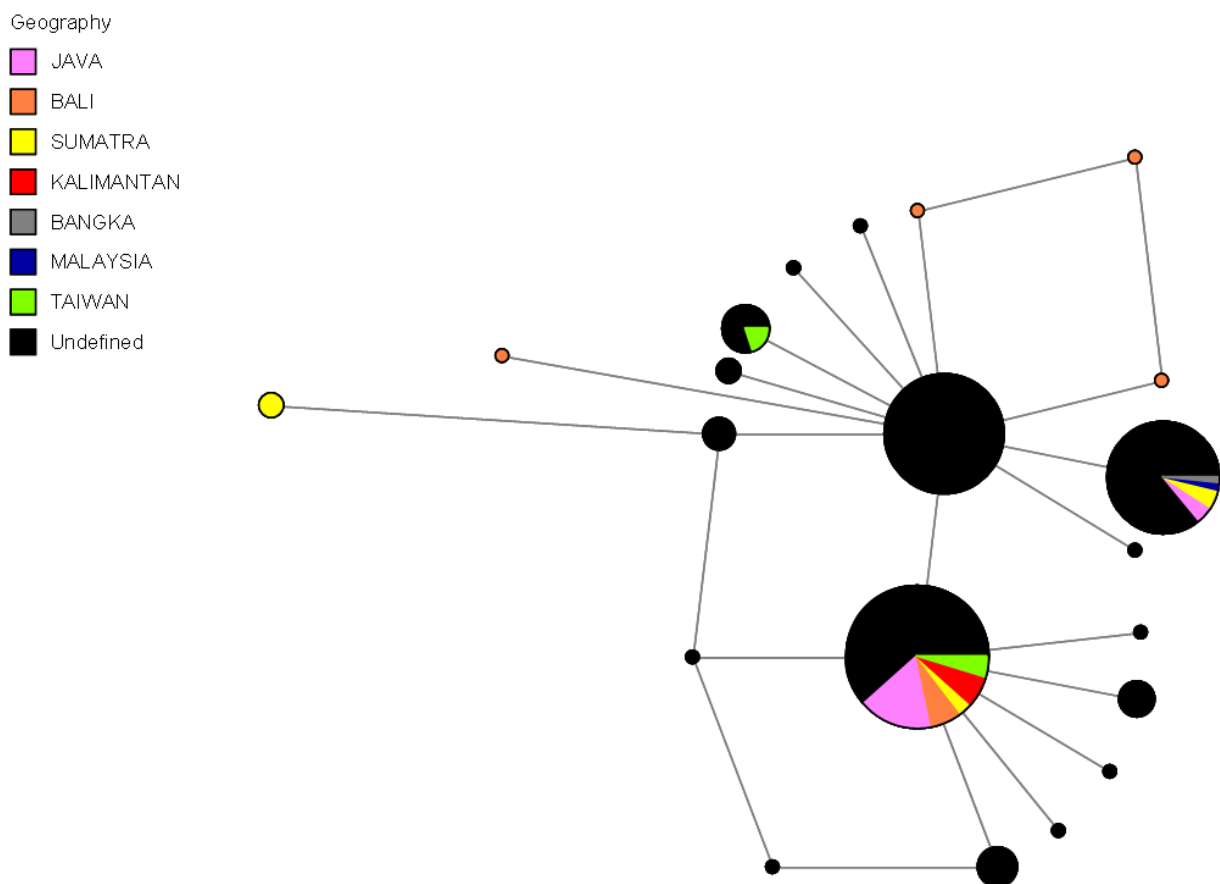 Geography
JAVA
BALI
SUMATRA
KALIMANTAN
BANGKA
MALAYSIA
TAIWAN
Undefined